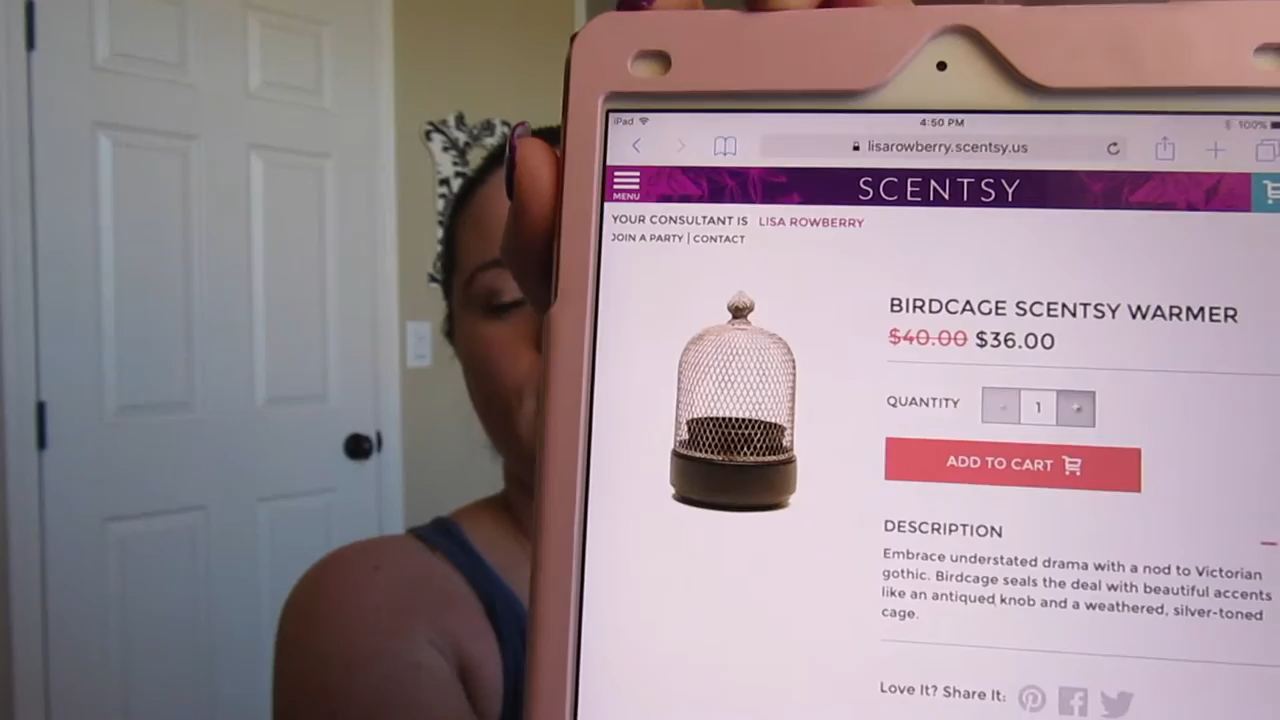 iPad
4:50 PM
100%
lisarowberry.scentsy.us
MENU
SCENTSY
YOUR CONSULTANT IS LISA ROWBERRY
JOIN A PARTY | CONTACT
BIRDCAGE SCENTSY WARMER
$40.00 $36.00
QUANTITY - 1 +
ADD TO CART
DESCRIPTION
Embrace understated drama with a nod to Victorian
gothic. Birdcage seals the deal with beautiful accents
like an antiqued knob and a weathered, silver-toned
cage.
Love It? Share It: